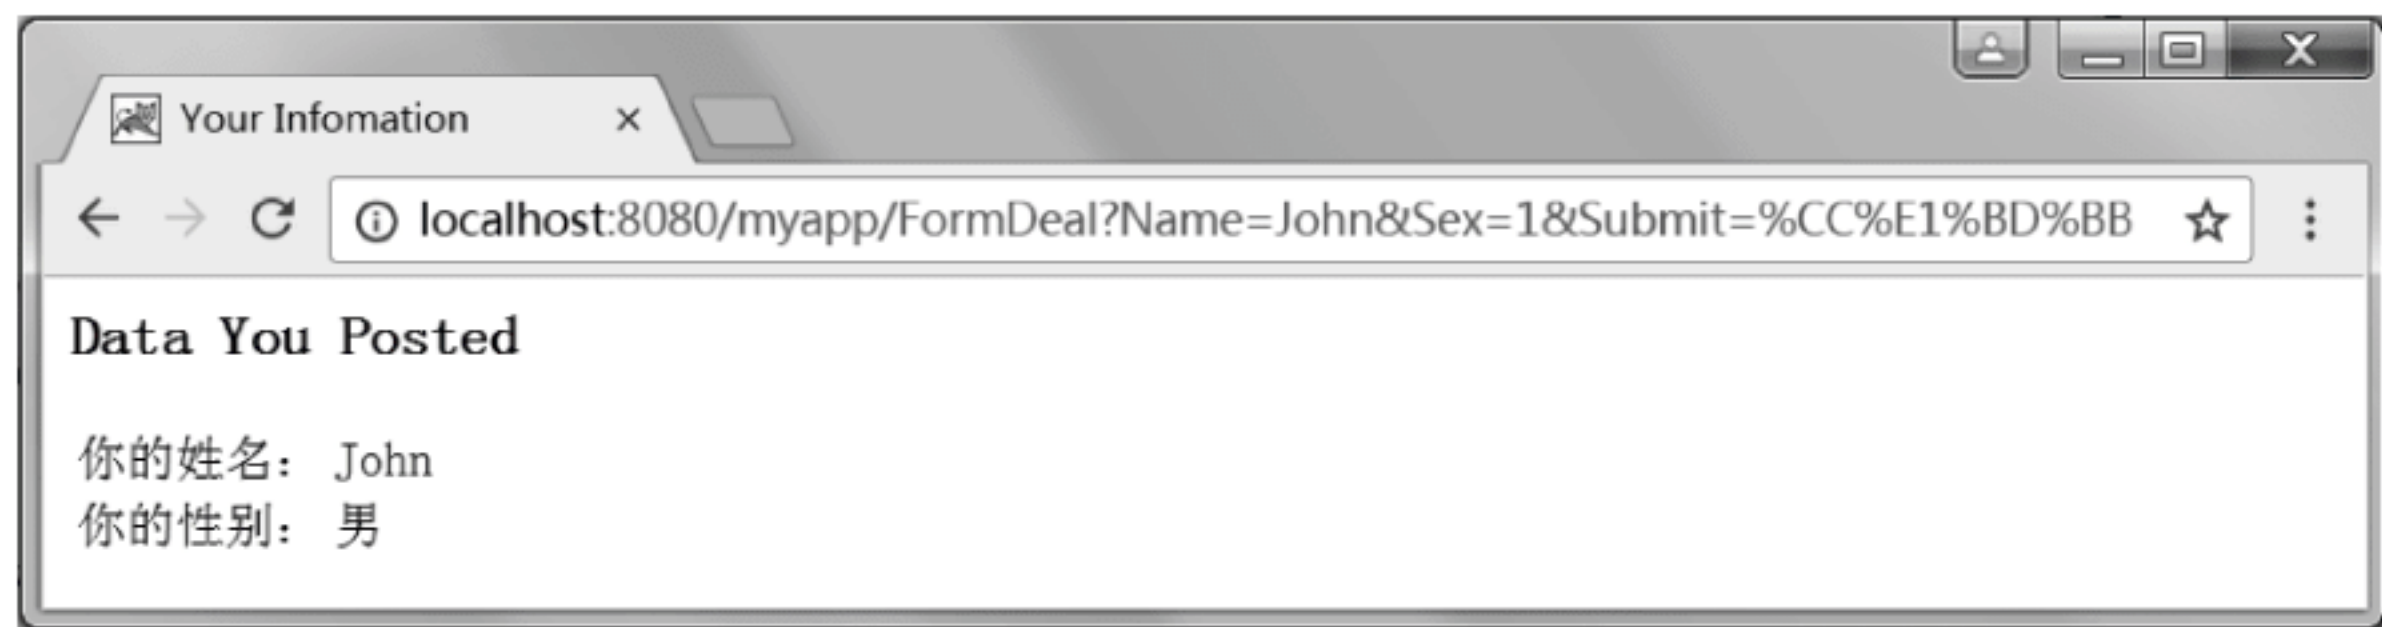 Your Infomation
localhost:8080/myapp/FormDeal?Name=John&Sex=1&Submit=%CC%E1%BD%BB
Data You Posted
你的姓名： John
你的性别： 男